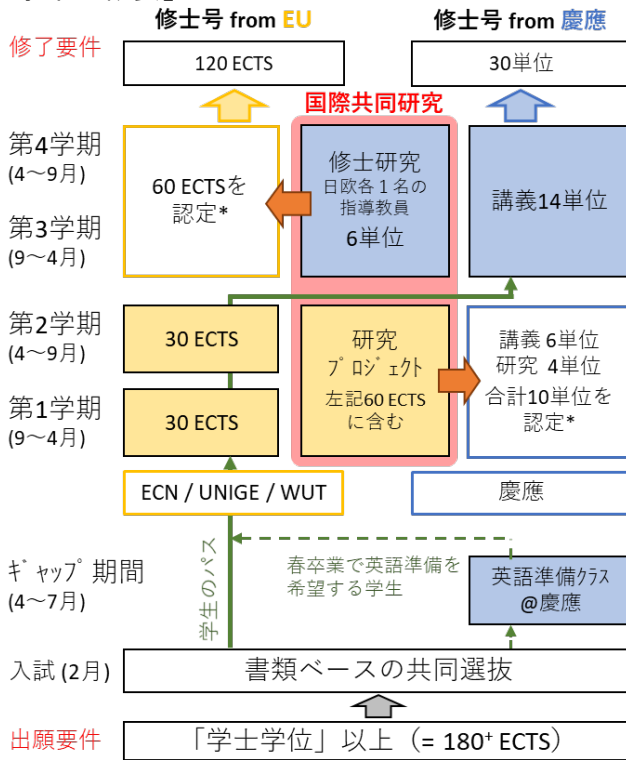 修士号 from EU
修士号 from 慶應
修了要件
120 ECTS
30単位
国際共同研究
第4学期
(4～9月)
第3学期
(9～4月)
60 ECTSを
認定*
修士研究
日欧各１名の
指導教員
6単位
講義14単位
第2学期
(4～9月)
第1学期
(9～4月)
30 ECTS
30 ECTS
研究
ﾌﾟﾛｼﾞｪｸﾄ
左記60 ECTS
に含む
講義 6単位
研究 4単位
合計10単位を
認定*
ECN / UNIGE / WUT
慶應
ｷﾞｬｯﾌﾟ期間
(4～7月)
学生のパス
春卒業で英語準備を
希望する学生
英語準備ｸﾗｽ
@慶應
入試 (2月)
書類ベースの共同選抜
出願要件
「学士学位」以上（= 180⁺ ECTS）